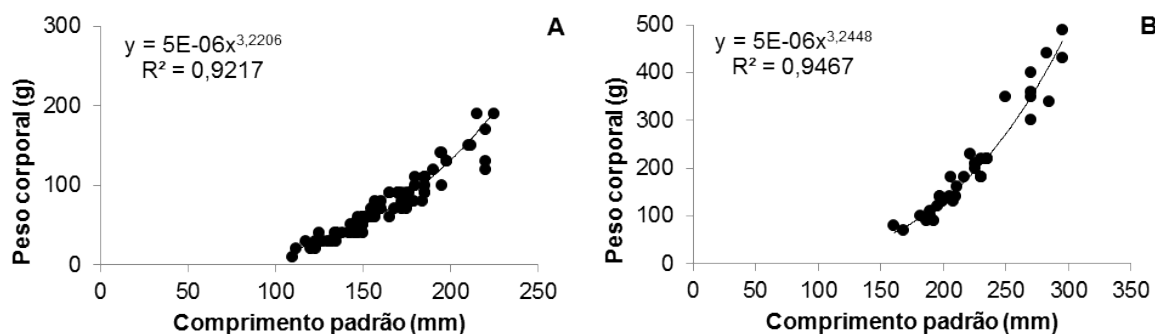 A
y = 5E-06x^3,2206
R² = 0,9217
Peso corporal (g)
300
200
100
0
0 50 100 150 200 250
Comprimento padrão (mm)
B
y = 5E-06x^3,2448
R² = 0,9467
Peso corporal (g)
500
400
300
200
100
0
0 50 100 150 200 250 300 350
Comprimento padrão (mm)